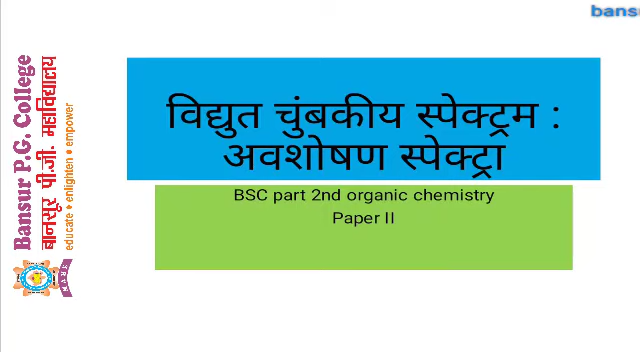 bansu
विद्युत चुंबकीय स्पेक्ट्रम :
अवशोषण स्पेक्ट्रा
BSC part 2nd organic chemistry
Paper II
Bansur P.G. College
बानसूर पी.जी. महाविद्यालय
educate • enlighten • empower